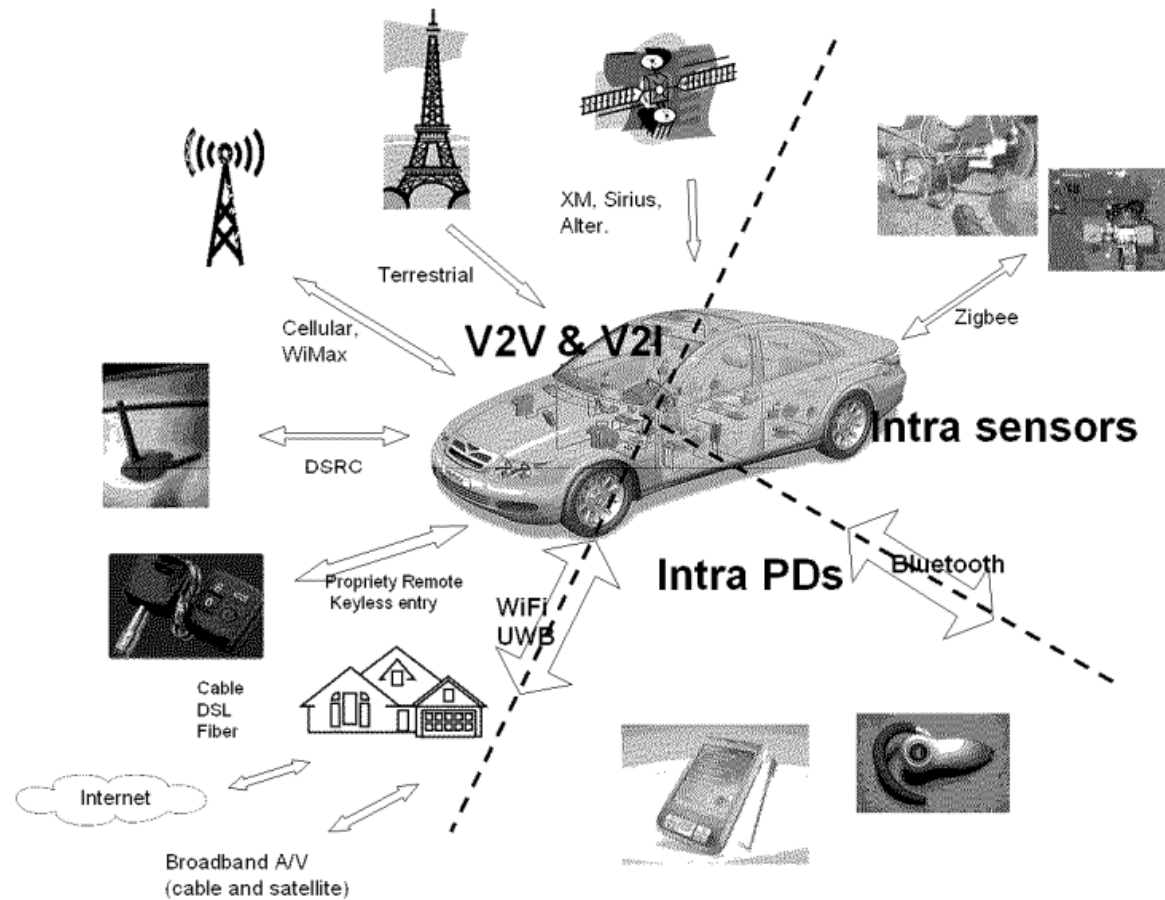 XM, Sirius,
Alter.
Terrestrial
Cellular,
WiMax
V2V & V2I
Zigbee
Intra sensors
DSRC
Intra PDs
Bluetooth
Propriety Remote
Keyless entry
WiFi
UWB
Cable
DSL
Fiber
Internet
Broadband A/V
(cable and satellite)